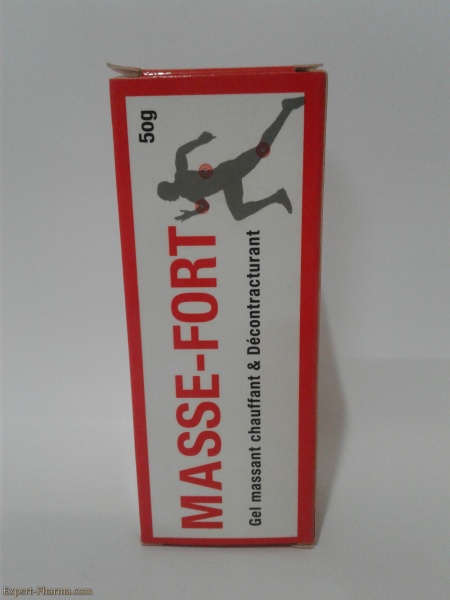 MASSE-FORT
50g
Gel massant chauffant & Décontracturant
Expert-Pharma.com